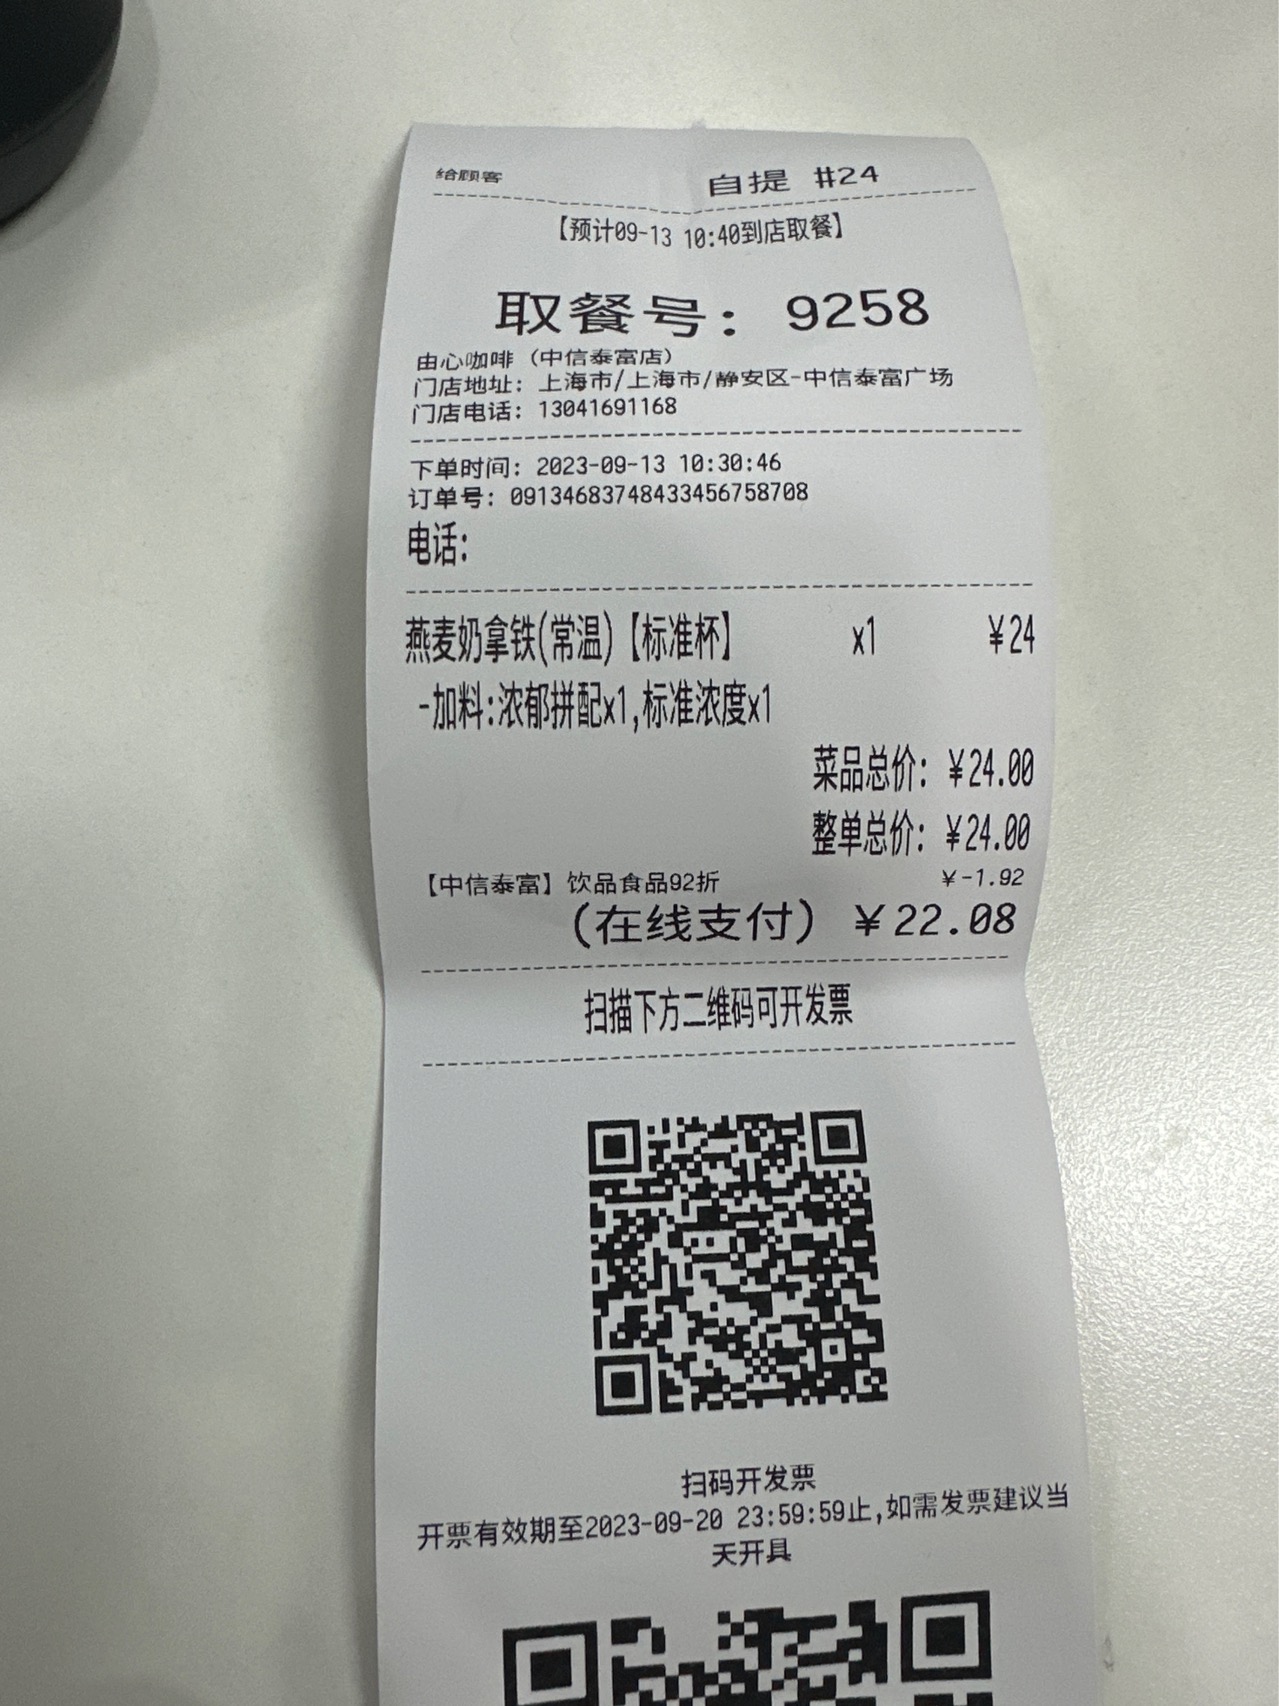 给顾客 自提 #24
【预计09-13 10:40到店取餐】
取餐号: 9258
由心咖啡 (中信泰富店)
门店地址: 上海市/上海市/静安区-中信泰富广场
门店电话: 13041691168
下单时间: 2023-09-13 10:30:46
订单号: 091346837484334567­58708
电话:
燕麦奶拿铁(常温)【标准杯】 x1 ¥24
-加料:浓郁拼配x1,标准浓度x1
菜品总价: ¥24.00
整单总价: ¥24.00
【中信泰富】饮品食品92折 ¥-1.92
(在线支付) ¥22.08
扫描下方二维码可开发票
扫码开发票
开票有效期至2023-09-20 23:59:59止,如需发票建议当
天开具